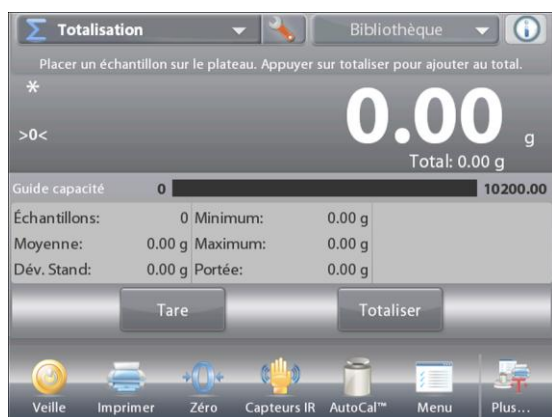 Σ Totalisation Bibliothèque i
Placer un échantillon sur le plateau. Appuyer sur totaliser pour ajouter au total.
*
>0<
0.00 g
Total: 0.00 g
Guide capacité 0 10200.00
Échantillons: 0 Minimum: 0.00 g
Moyenne: 0.00 g Maximum: 0.00 g
Dév. Stand: 0.00 g Portée: 0.00 g
Tare Totaliser
→0←
Veille Imprimer Zéro Capteurs IR AutoCal™ Menu Plus...